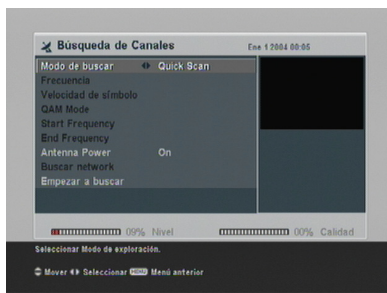 Búsqueda de Canales
Ene 1 2004 00:05
Modo de buscar Quick Scan
Frecuencia
Velocidad de símbolo
QAM Mode
Start Frequency
End Frequency
Antenna Power On
Buscar network
Empezar a buscar
09% Nivel 00% Calidad
Seleccionar Modo de exploración.
Mover Seleccionar MENU Menú anterior